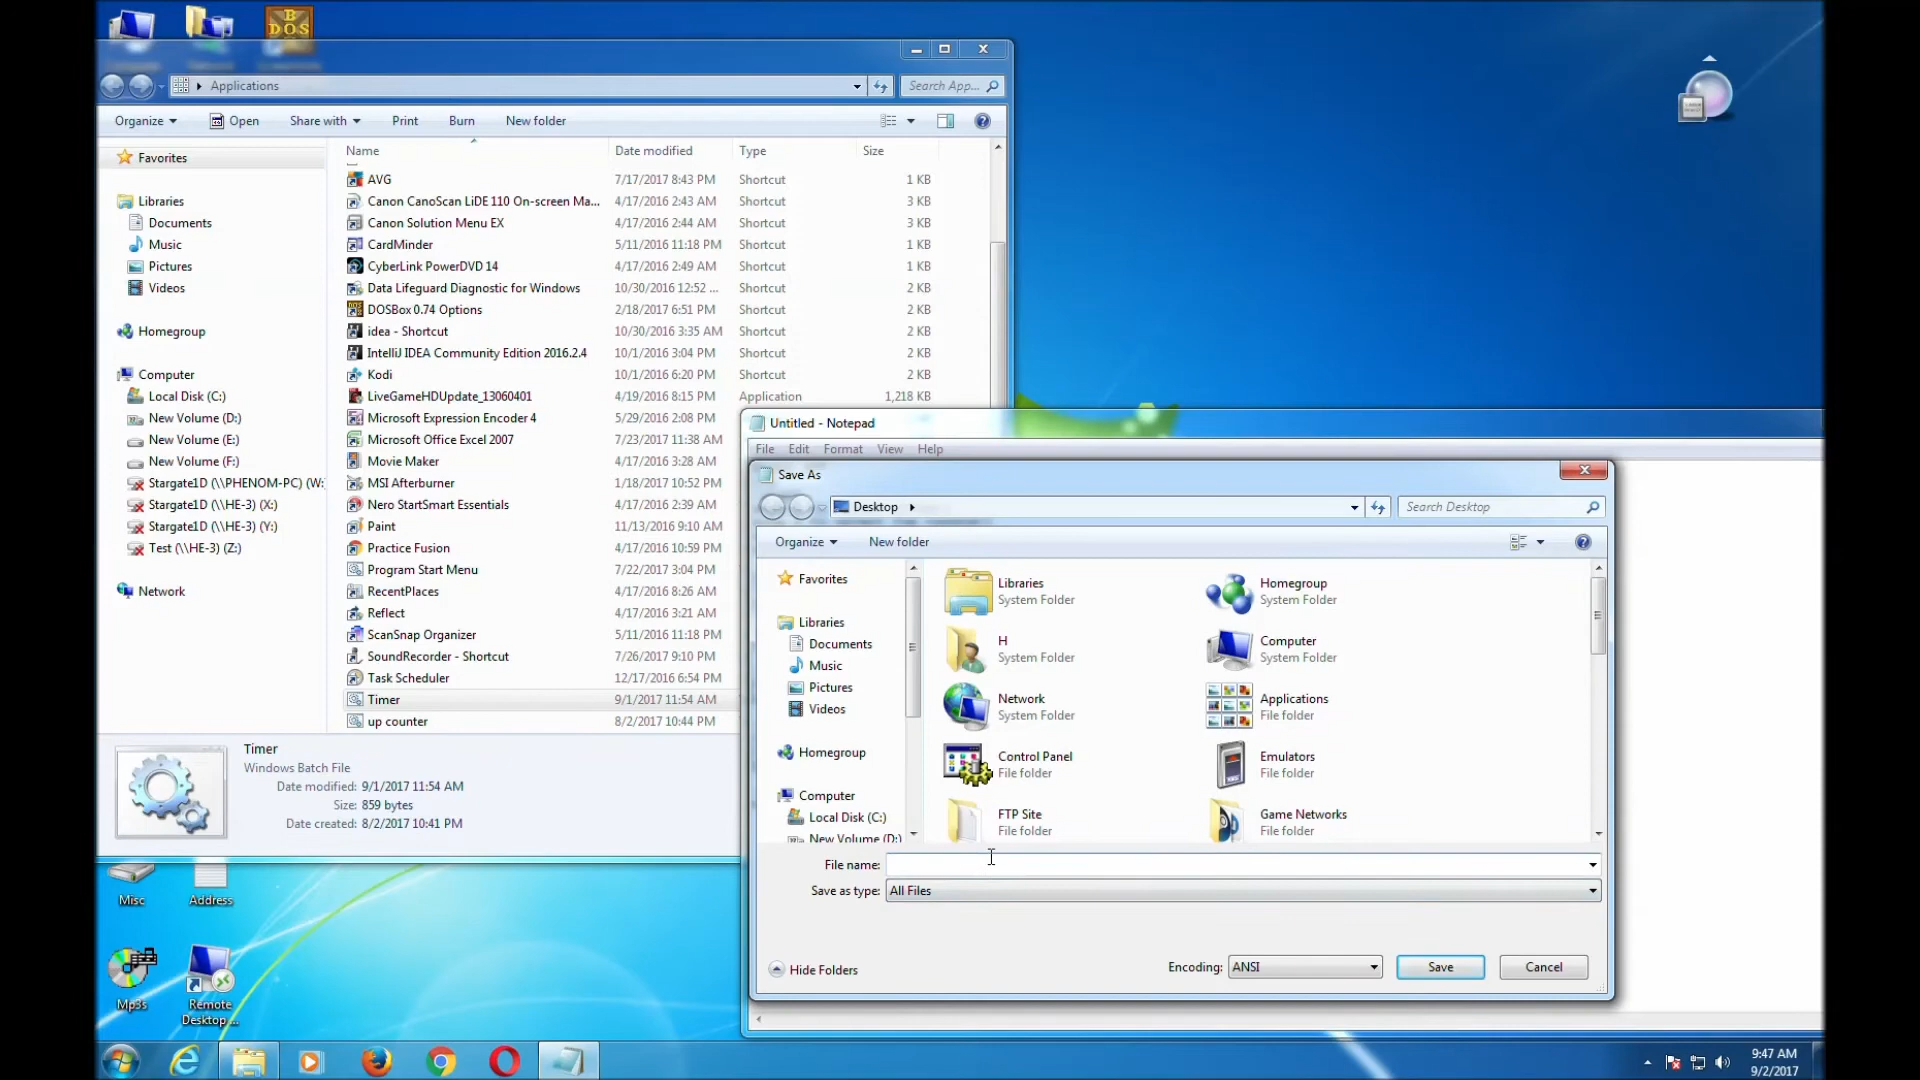 B
DOS
Applications
Search App...
Organize
Open
Share with
Print
Burn
New folder
Name
Date modified
Type
Size
Favorites
Libraries
Documents
Music
Pictures
Videos
Homegroup
Computer
Local Disk (C:)
New Volume (D:)
New Volume (E:)
New Volume (F:)
Stargate1D (\\PHENOM-PC) (W:
Stargate1D (\\HE-3) (X:)
Stargate1D (\\HE-3) (Y:)
Test (\\HE-3) (Z:)
Network
AVG 7/17/2017 8:43 PM Shortcut 1 KB
Canon CanoScan LiDE 110 On-screen Ma... 4/17/2016 2:43 AM Shortcut 3 KB
Canon Solution Menu EX 4/17/2016 2:44 AM Shortcut 3 KB
CardMinder 5/11/2016 11:18 PM Shortcut 1 KB
CyberLink PowerDVD 14 4/17/2016 2:49 AM Shortcut 1 KB
Data Lifeguard Diagnostic for Windows 10/30/2016 12:52 ... Shortcut 2 KB
DOSBox 0.74 Options 2/18/2017 6:51 PM Shortcut 2 KB
idea - Shortcut 10/30/2016 3:35 AM Shortcut 2 KB
IntelliJ IDEA Community Edition 2016.2.4 10/1/2016 3:04 PM Shortcut 2 KB
Kodi 10/1/2016 6:20 PM Shortcut 2 KB
LiveGameHDUpdate_13060401 4/19/2016 8:15 PM Application 1,218 KB
Microsoft Expression Encoder 4 5/29/2016 2:08 PM
Microsoft Office Excel 2007 7/23/2017 11:38 AM
Movie Maker 4/17/2016 3:28 AM
MSI Afterburner 1/18/2017 10:52 PM
Nero StartSmart Essentials 4/17/2016 2:39 AM
Paint 11/13/2016 9:10 AM
Practice Fusion 4/17/2016 10:59 PM
Program Start Menu 7/22/2017 3:04 PM
RecentPlaces 4/17/2016 8:26 AM
Reflect 4/17/2016 3:21 AM
ScanSnap Organizer 5/11/2016 11:18 PM
SoundRecorder - Shortcut 7/26/2017 9:10 PM
Task Scheduler 12/17/2016 6:54 PM
Timer 9/1/2017 11:54 AM
up counter 8/2/2017 10:44 PM
Timer
Windows Batch File
Date modified: 9/1/2017 11:54 AM
Size: 859 bytes
Date created: 8/2/2017 10:41 PM
Untitled - Notepad
File Edit Format View Help
Save As
Desktop
Search Desktop
Organize
New folder
Favorites
Libraries
Documents
Music
Pictures
Videos
Homegroup
Computer
Local Disk (C:)
New Volume (D:)
Libraries
System Folder
Homegroup
System Folder
H
System Folder
Computer
System Folder
Network
System Folder
Applications
File folder
Control Panel
File folder
Emulators
File folder
FTP Site
File folder
Game Networks
File folder
File name:
Save as type: All Files
Hide Folders
Encoding: ANSI
Save
Cancel
Misc
Address
Mp3s
Remote
Desktop ...
9:47 AM
9/2/2017